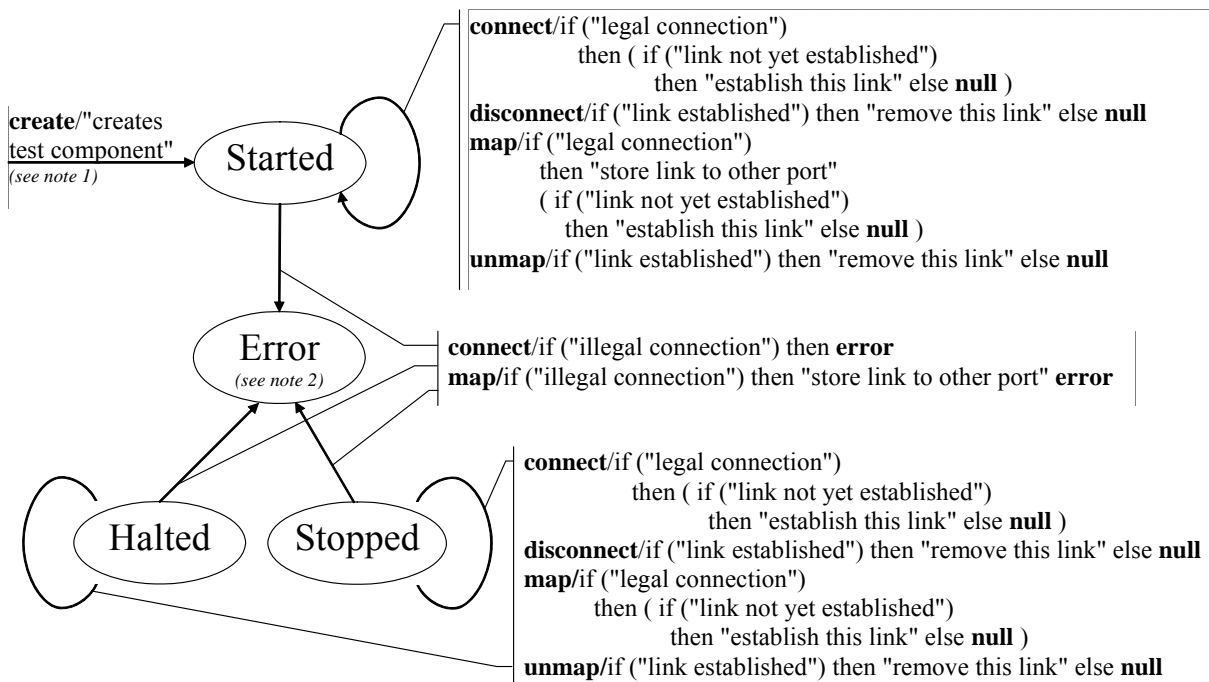 connect/if ("legal connection")
then ( if ("link not yet established")
then "establish this link" else null )
disconnect/if ("link established") then "remove this link" else null
map/if ("legal connection")
then "store link to other port"
( if ("link not yet established")
then "establish this link" else null )
unmap/if ("link established") then "remove this link" else null
create/"creates
test component"
(see note 1)
Started
Error
(see note 2)
connect/if ("illegal connection") then error
map/if ("illegal connection") then "store link to other port" error
Halted
Stopped
connect/if ("legal connection")
then ( if ("link not yet established")
then "establish this link" else null )
disconnect/if ("link established") then "remove this link" else null
map/if ("legal connection")
then ( if ("link not yet established")
then "establish this link" else null )
unmap/if ("link established") then "remove this link" else null